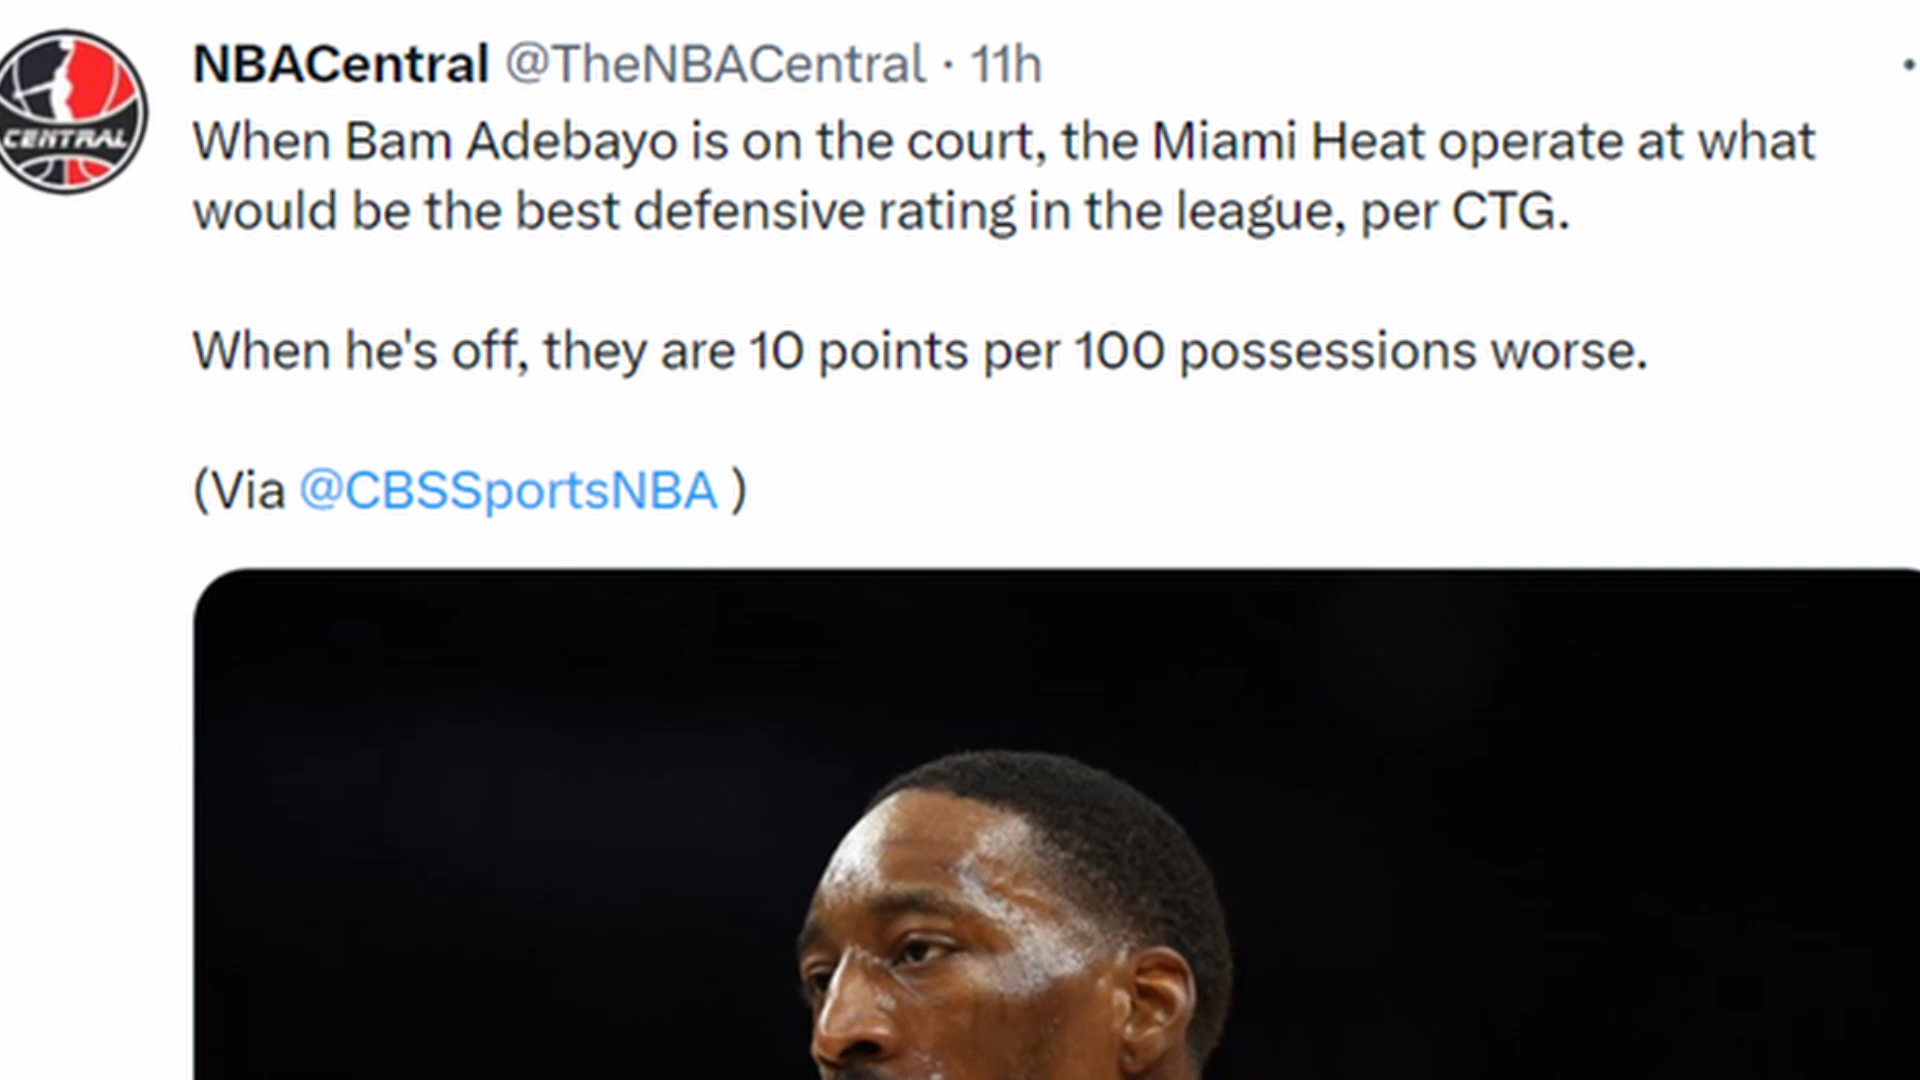 NBACentral @TheNBACentral · 11h
CENTRAL
When Bam Adebayo is on the court, the Miami Heat operate at what
would be the best defensive rating in the league, per CTG.
When he's off, they are 10 points per 100 possessions worse.
(Via @CBSSportsNBA )